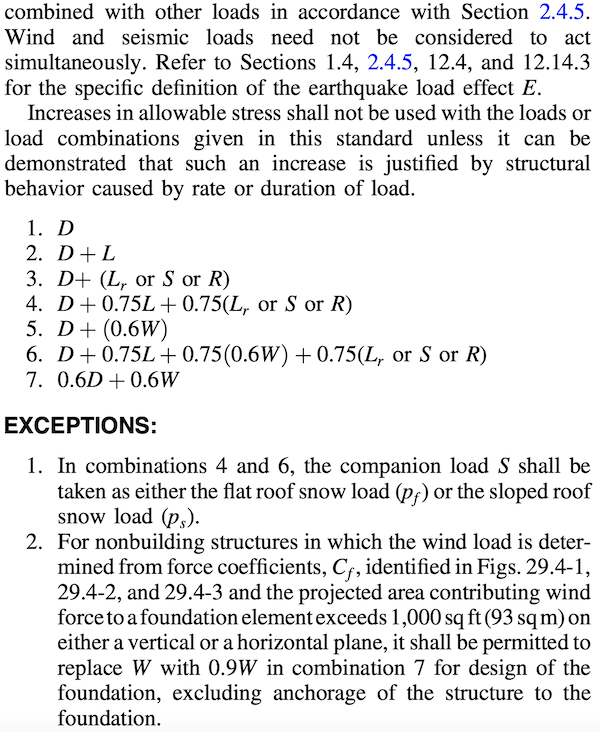 combined with other loads in accordance with Section 2.4.5.
Wind and seismic loads need not be considered to act
simultaneously. Refer to Sections 1.4, 2.4.5, 12.4, and 12.14.3
for the specific definition of the earthquake load effect E.
Increases in allowable stress shall not be used with the loads or
load combinations given in this standard unless it can be
demonstrated that such an increase is justified by structural
behavior caused by rate or duration of load.
1. D
2. D + L
3. D+ (Lᵣ or S or R)
4. D + 0.75L + 0.75(Lᵣ or S or R)
5. D + (0.6W)
6. D + 0.75L + 0.75(0.6W) + 0.75(Lᵣ or S or R)
7. 0.6D + 0.6W
EXCEPTIONS:
1. In combinations 4 and 6, the companion load S shall be
taken as either the flat roof snow load (p_f) or the sloped roof
snow load (p_s).
2. For nonbuilding structures in which the wind load is deter-
mined from force coefficients, C_f, identified in Figs. 29.4-1,
29.4-2, and 29.4-3 and the projected area contributing wind
force to a foundation element exceeds 1,000 sq ft (93 sq m) on
either a vertical or a horizontal plane, it shall be permitted to
replace W with 0.9W in combination 7 for design of the
foundation, excluding anchorage of the structure to the
foundation.